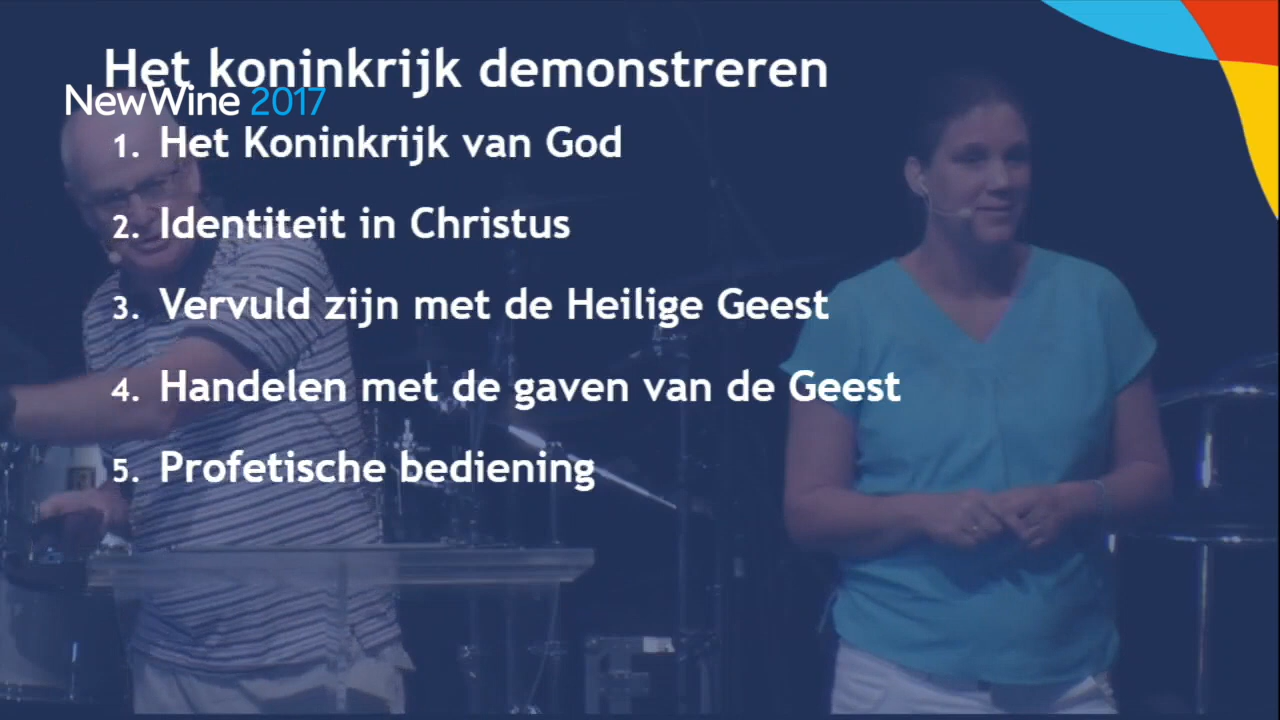 Het koninkrijk demonstreren
NewWine 2017
1. Het Koninkrijk van God
2. Identiteit in Christus
3. Vervuld zijn met de Heilige Geest
4. Handelen met de gaven van de Geest
5. Profetische bediening